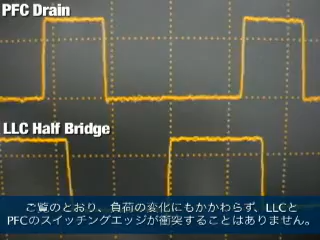 PFC Drain
LLC Half Bridge
ご覧のとおり、負荷の変化にもかかわらず、LLCと
PFCのスイッチングエッジが衝突することはありません。